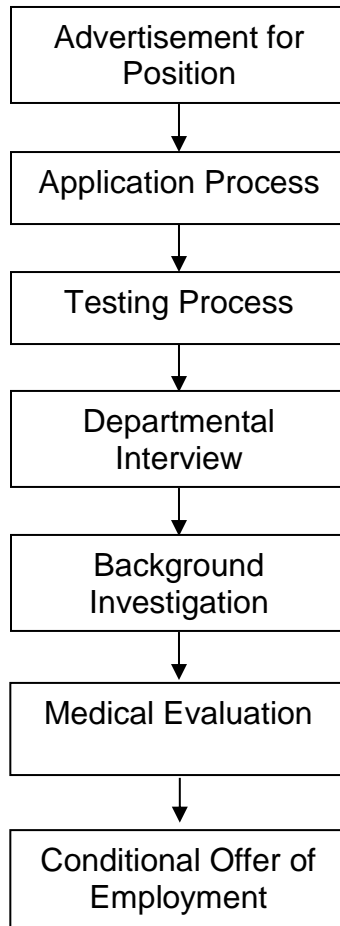 Advertisement for
Position
Application Process
Testing Process
Departmental
Interview
Background
Investigation
Medical Evaluation
Conditional Offer of
Employment